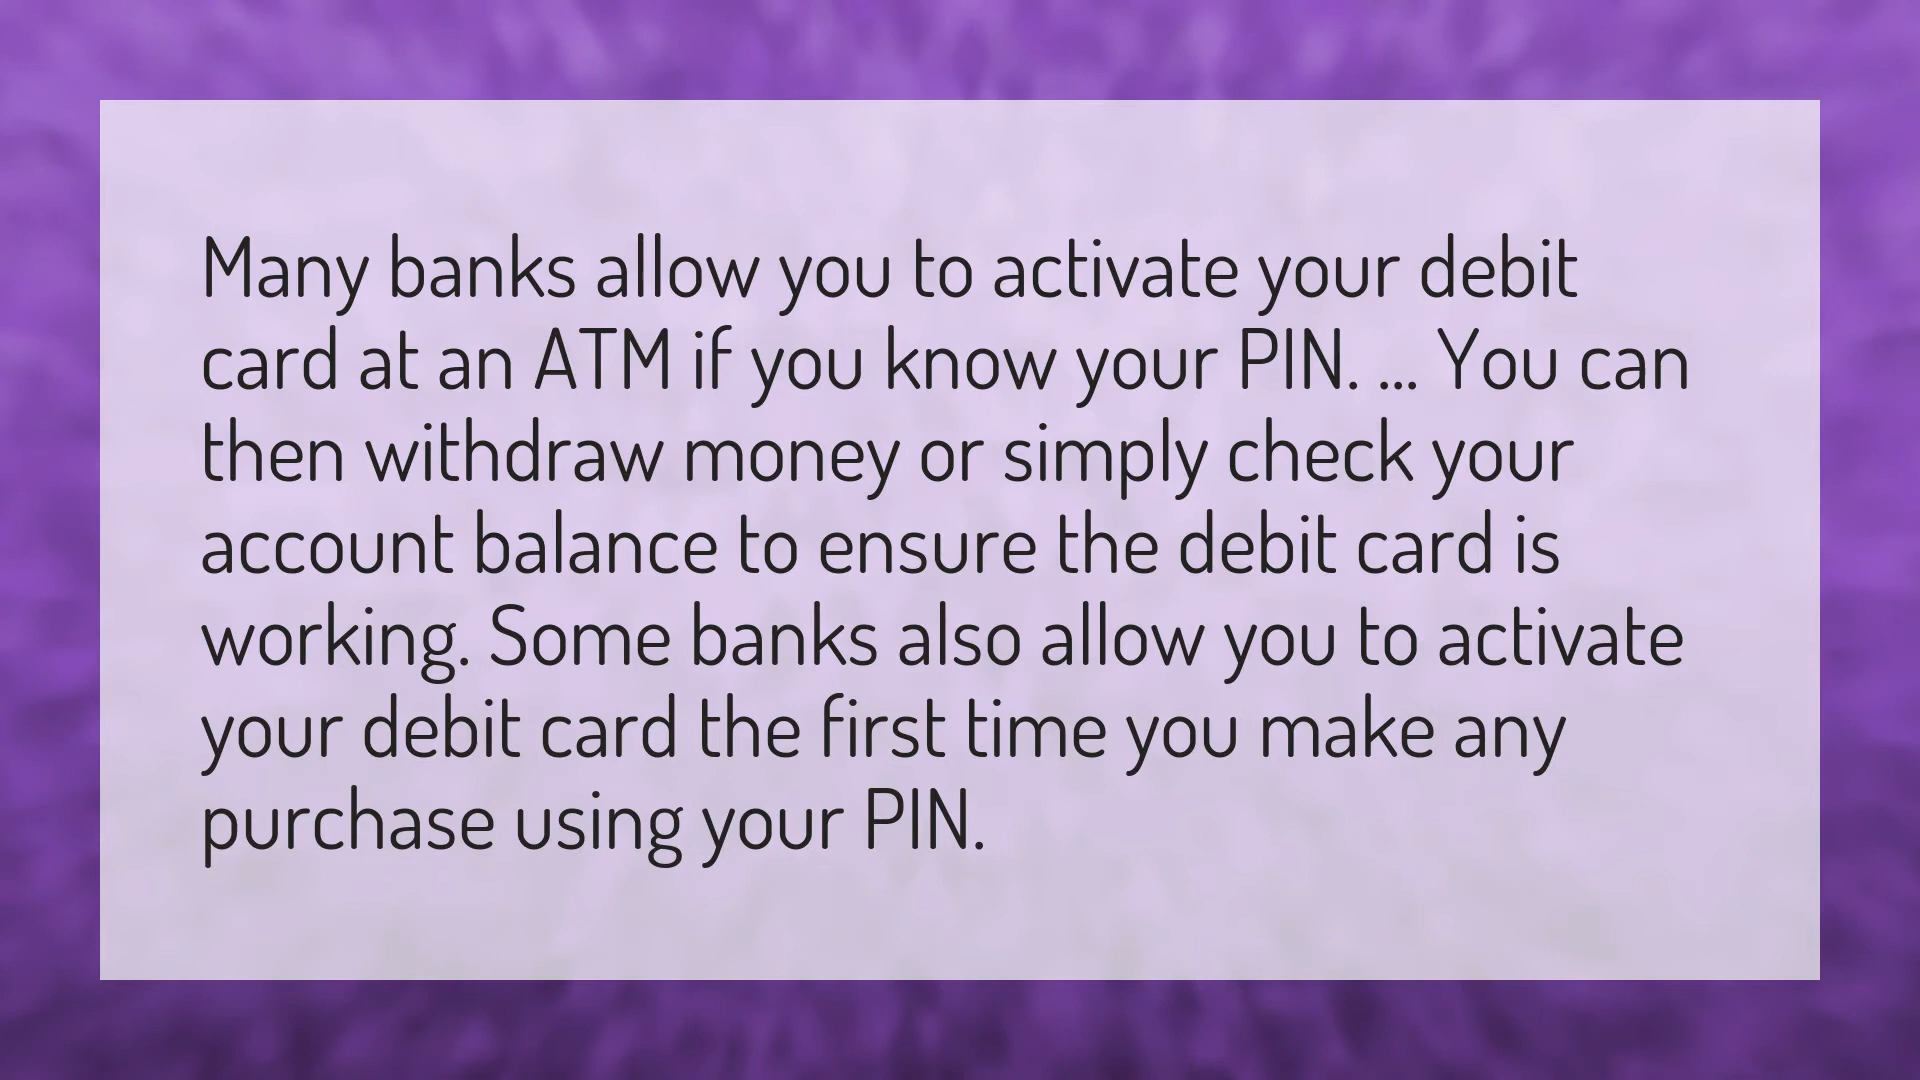 Many banks allow you to activate your debit
card at an ATM if you know your PIN. ... You can
then withdraw money or simply check your
account balance to ensure the debit card is
working. Some banks also allow you to activate
your debit card the first time you make any
purchase using your PIN.